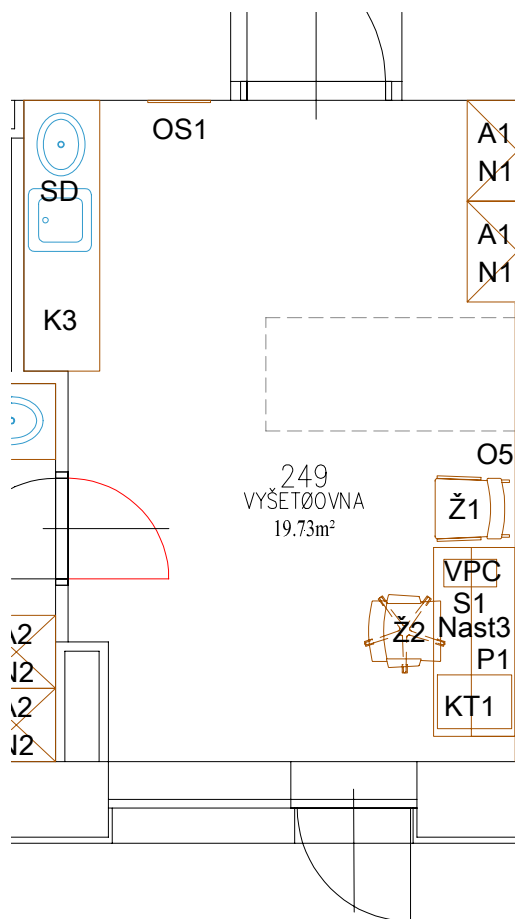 OS1
A1
N1
SD
A1
N1
K3
O5
249
VYŠETØOVNA
19.73m²
Ž1
VPC
S1
Nast3
Ž2
P1
KT1
A2
N2
A2
N2